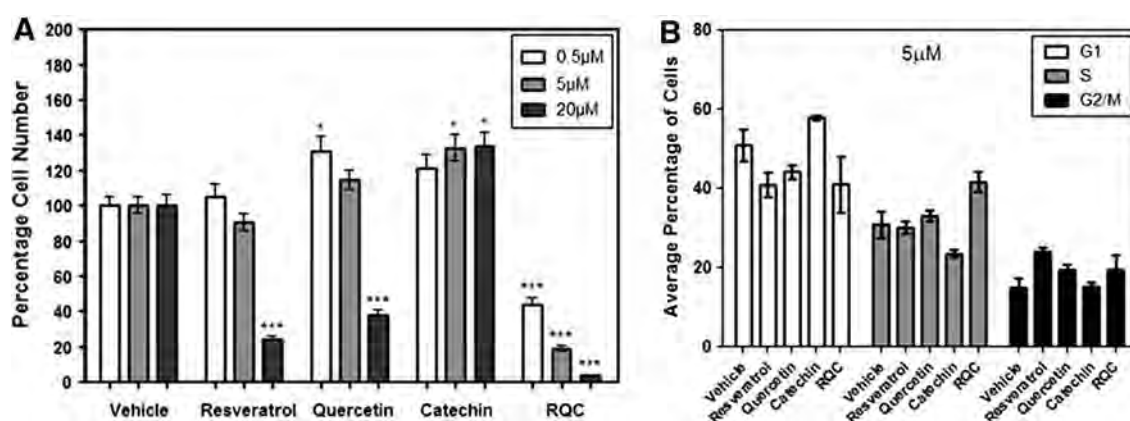 A
Percentage Cell Number
200
180
160
140
120
100
80
60
40
20
0
0.5µM
5µM
20µM
*
*
*
***
***
***
***
***
Vehicle
Resveratrol
Quercetin
Catechin
RQC
B
Average Percentage of Cells
80
60
40
20
0
5µM
G1
S
G2/M
Vehicle
Resveratrol
Quercetin
Catechin
RQC
Vehicle
Resveratrol
Quercetin
Catechin
RQC
Vehicle
Resveratrol
Quercetin
Catechin
RQC